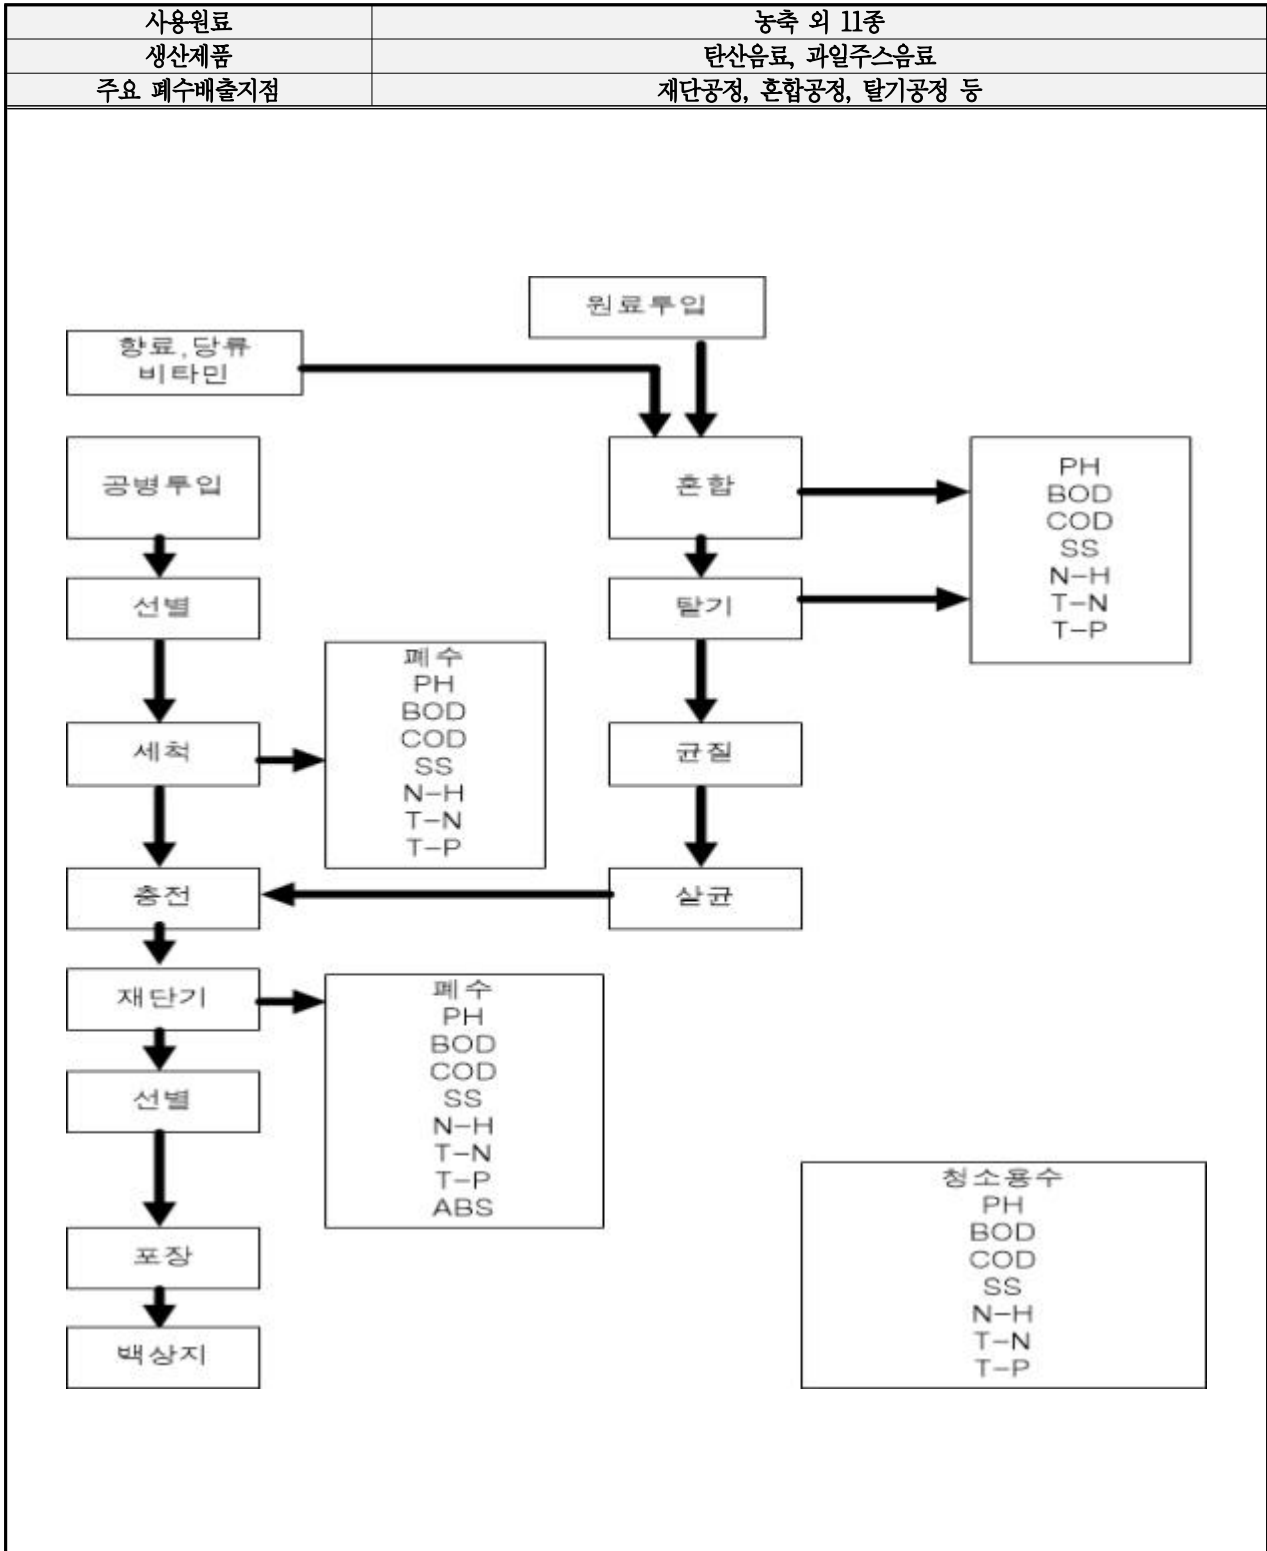 사용원료 농축 외 11종
생산제품 탄산음료, 과일주스음료
주요 폐수배출지점 재단공정, 혼합공정, 탈기공정 등
원료투입
향료,당류
비타민
공병투입
혼합
PH
BOD
COD
SS
N-H
T-N
T-P
선별
탈기
폐수
PH
BOD
COD
SS
N-H
T-N
T-P
세척
균질
충전
살균
재단기
폐수
PH
BOD
COD
SS
N-H
T-N
T-P
ABS
선별
청소용수
PH
BOD
COD
SS
N-H
T-N
T-P
포장
백상지